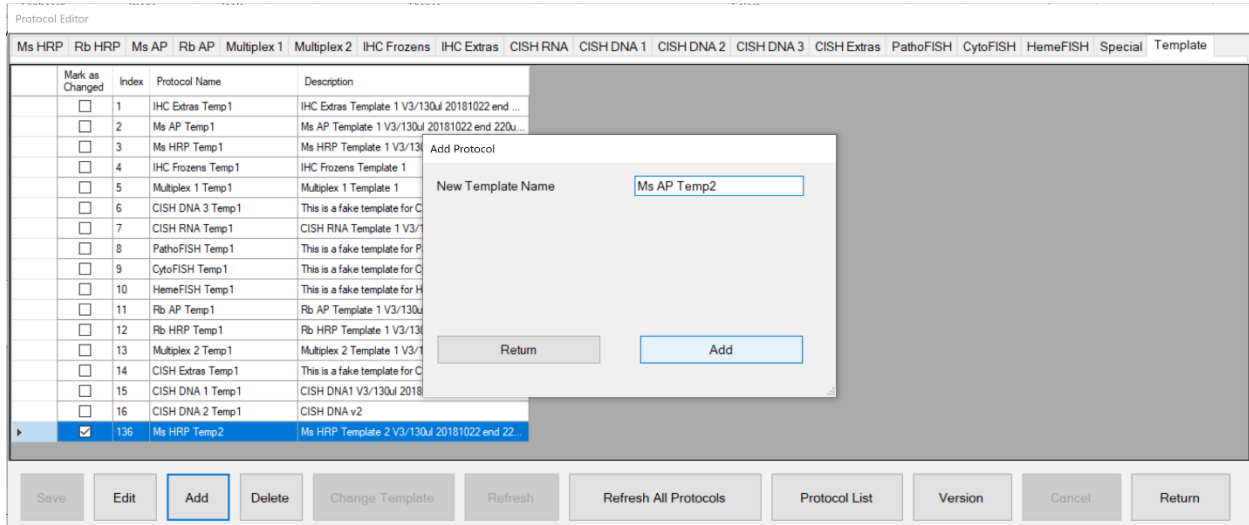 Protocol Editor
Ms HRP Rb HRP Ms AP Rb AP Multiplex 1 Multiplex 2 IHC Frozens IHC Extras CISH RNA CISH DNA 1 CISH DNA 2 CISH DNA 3 CISH Extras PathoFISH CytoFISH HemeFISH Special Template
Mark as Changed Index Protocol Name Description
1 IHC Extras Temp1 IHC Extras Template 1 V3/130ul 20181022 end ...
2 Ms AP Temp1 Ms AP Template 1 V3/130ul 20181022 end 220u...
3 Ms HRP Temp1 Ms HRP Template 1 V3/13
4 IHC Frozens Temp1 IHC Frozens Template 1
5 Multiplex 1 Temp1 Multiplex 1 Template 1
6 CISH DNA 3 Temp1 This is a fake template for C
7 CISH RNA Temp1 CISH RNA Template 1 V3/1
8 PathoFISH Temp1 This is a fake template for P
9 CytoFISH Temp1 This is a fake template for C
10 HemeFISH Temp1 This is a fake template for H
11 Rb AP Temp1 Rb AP Template 1 V3/130u
12 Rb HRP Temp1 Rb HRP Template 1 V3/130
13 Multiplex 2 Temp1 Multiplex 2 Template 1 V3/1
14 CISH Extras Temp1 This is a fake template for C
15 CISH DNA 1 Temp1 CISH DNA1 V3/130ul 2018
16 CISH DNA 2 Temp1 CISH DNA v2
136 Ms HRP Temp2 Ms HRP Template 2 V3/130ul 20181022 end 22...
Add Protocol
New Template Name Ms AP Temp2
Return Add
Save Edit Add Delete Change Template Refresh Refresh All Protocols Protocol List Version Cancel Return